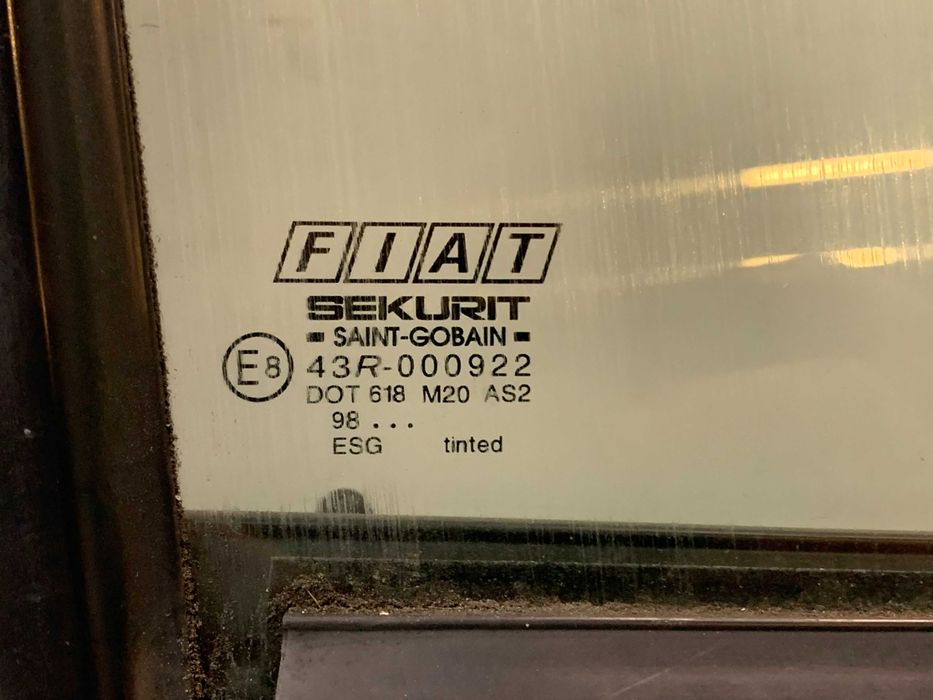 FIAT
SEKURIT
SAINT-GOBAIN
E8 43R-000922
DOT 618 M20 AS2
98 ...
ESG tinted